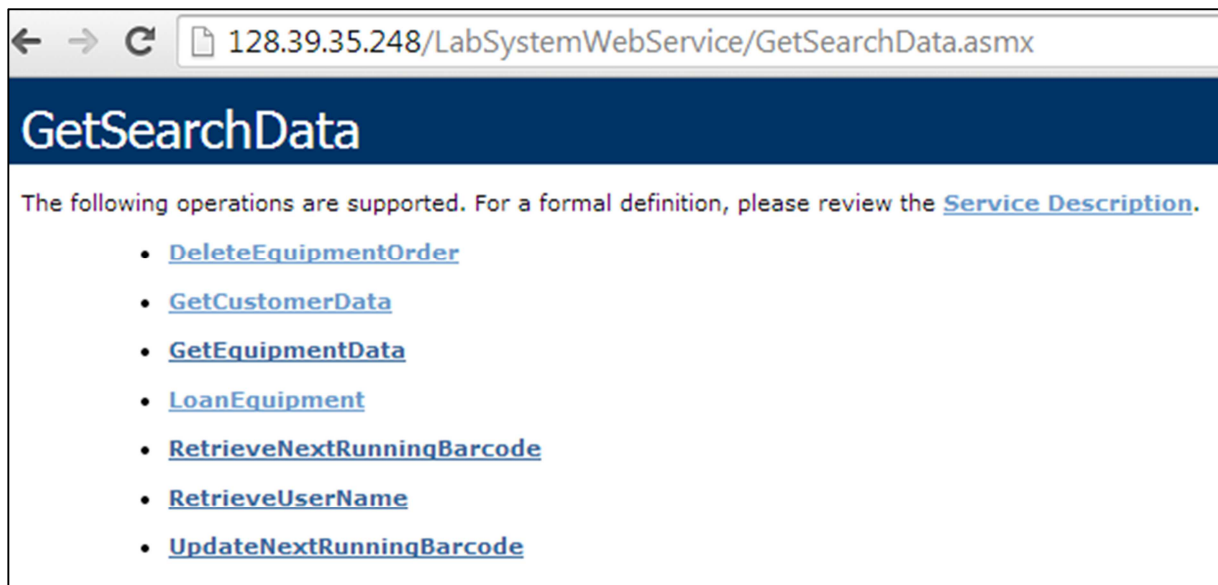 128.39.35.248/LabSystemWebService/GetSearchData.asmx
GetSearchData
The following operations are supported. For a formal definition, please review the Service Description.
• DeleteEquipmentOrder
• GetCustomerData
• GetEquipmentData
• LoanEquipment
• RetrieveNextRunningBarcode
• RetrieveUserName
• UpdateNextRunningBarcode